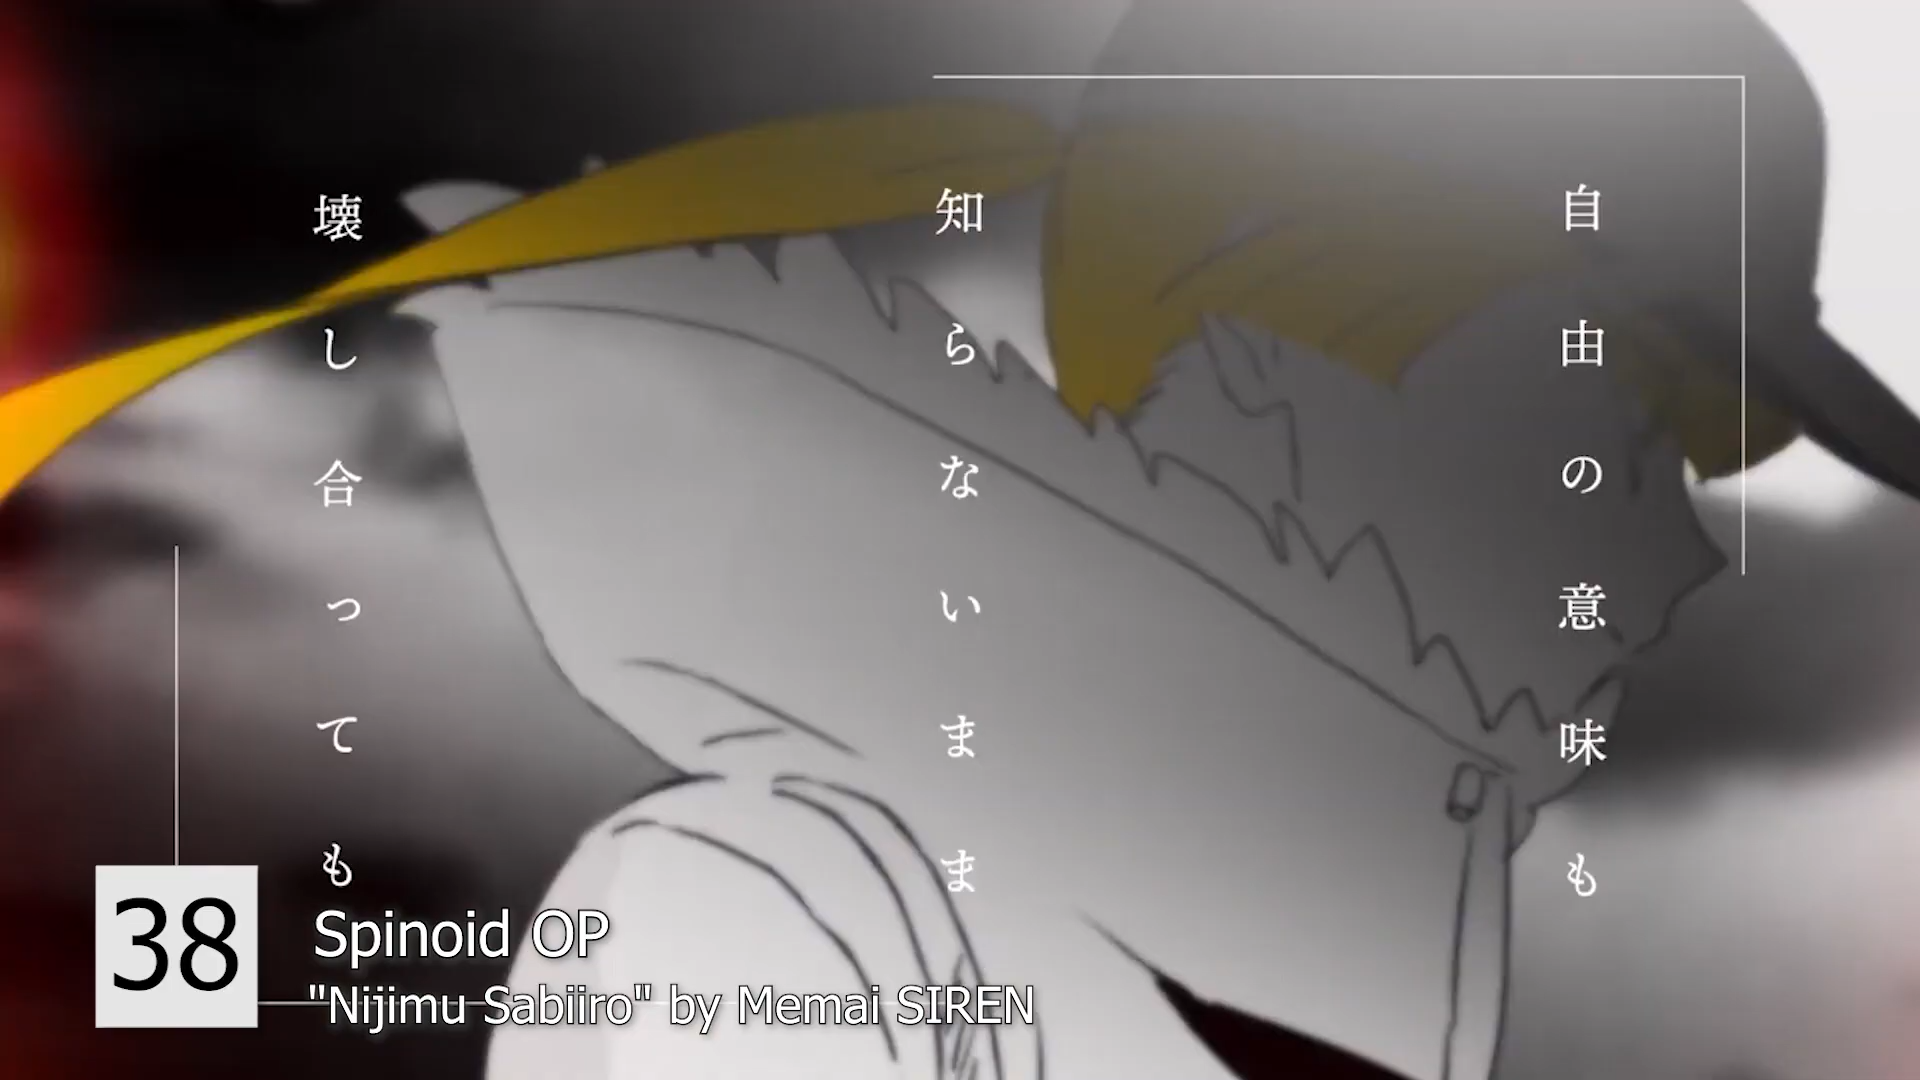 自由の意味も
知らないまま
壊し合っても
38
Spinoid OP
"Nijimu Sabiiro" by Memai SIREN